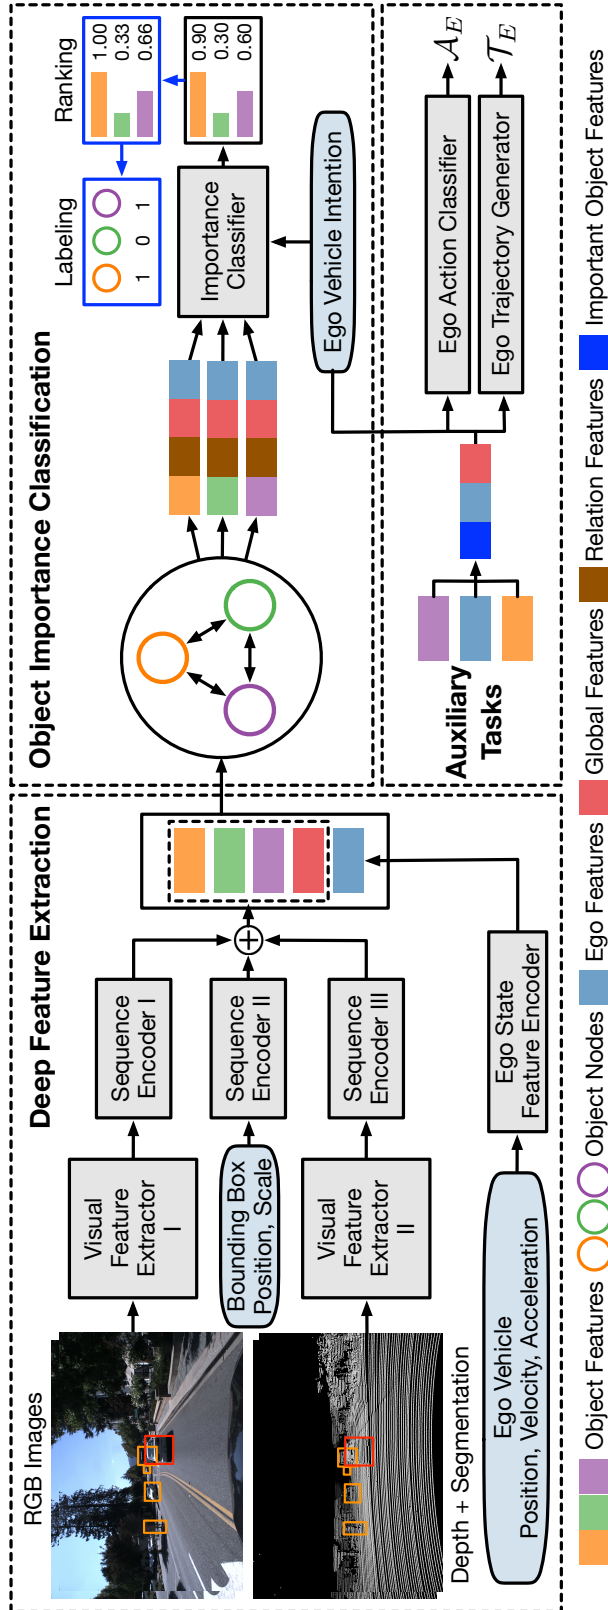 Deep Feature Extraction
RGB Images
Visual
Feature
Extractor
I
Sequence
Encoder I
Bounding Box
Position, Scale
Sequence
Encoder II
Depth + Segmentation
Visual
Feature
Extractor
II
Sequence
Encoder III
Ego Vehicle
Position, Velocity, Acceleration
Ego State
Feature Encoder
+
Object Importance Classification
Importance
Classifier
Ego Vehicle Intention
Labeling
1 0 1
Ranking
1.00
0.33
0.66
0.90
0.30
0.60
Auxiliary
Tasks
Ego Action Classifier
𝒜_E
Ego Trajectory Generator
𝒯_E
Object Features
Object Nodes
Ego Features
Global Features
Relation Features
Important Object Features